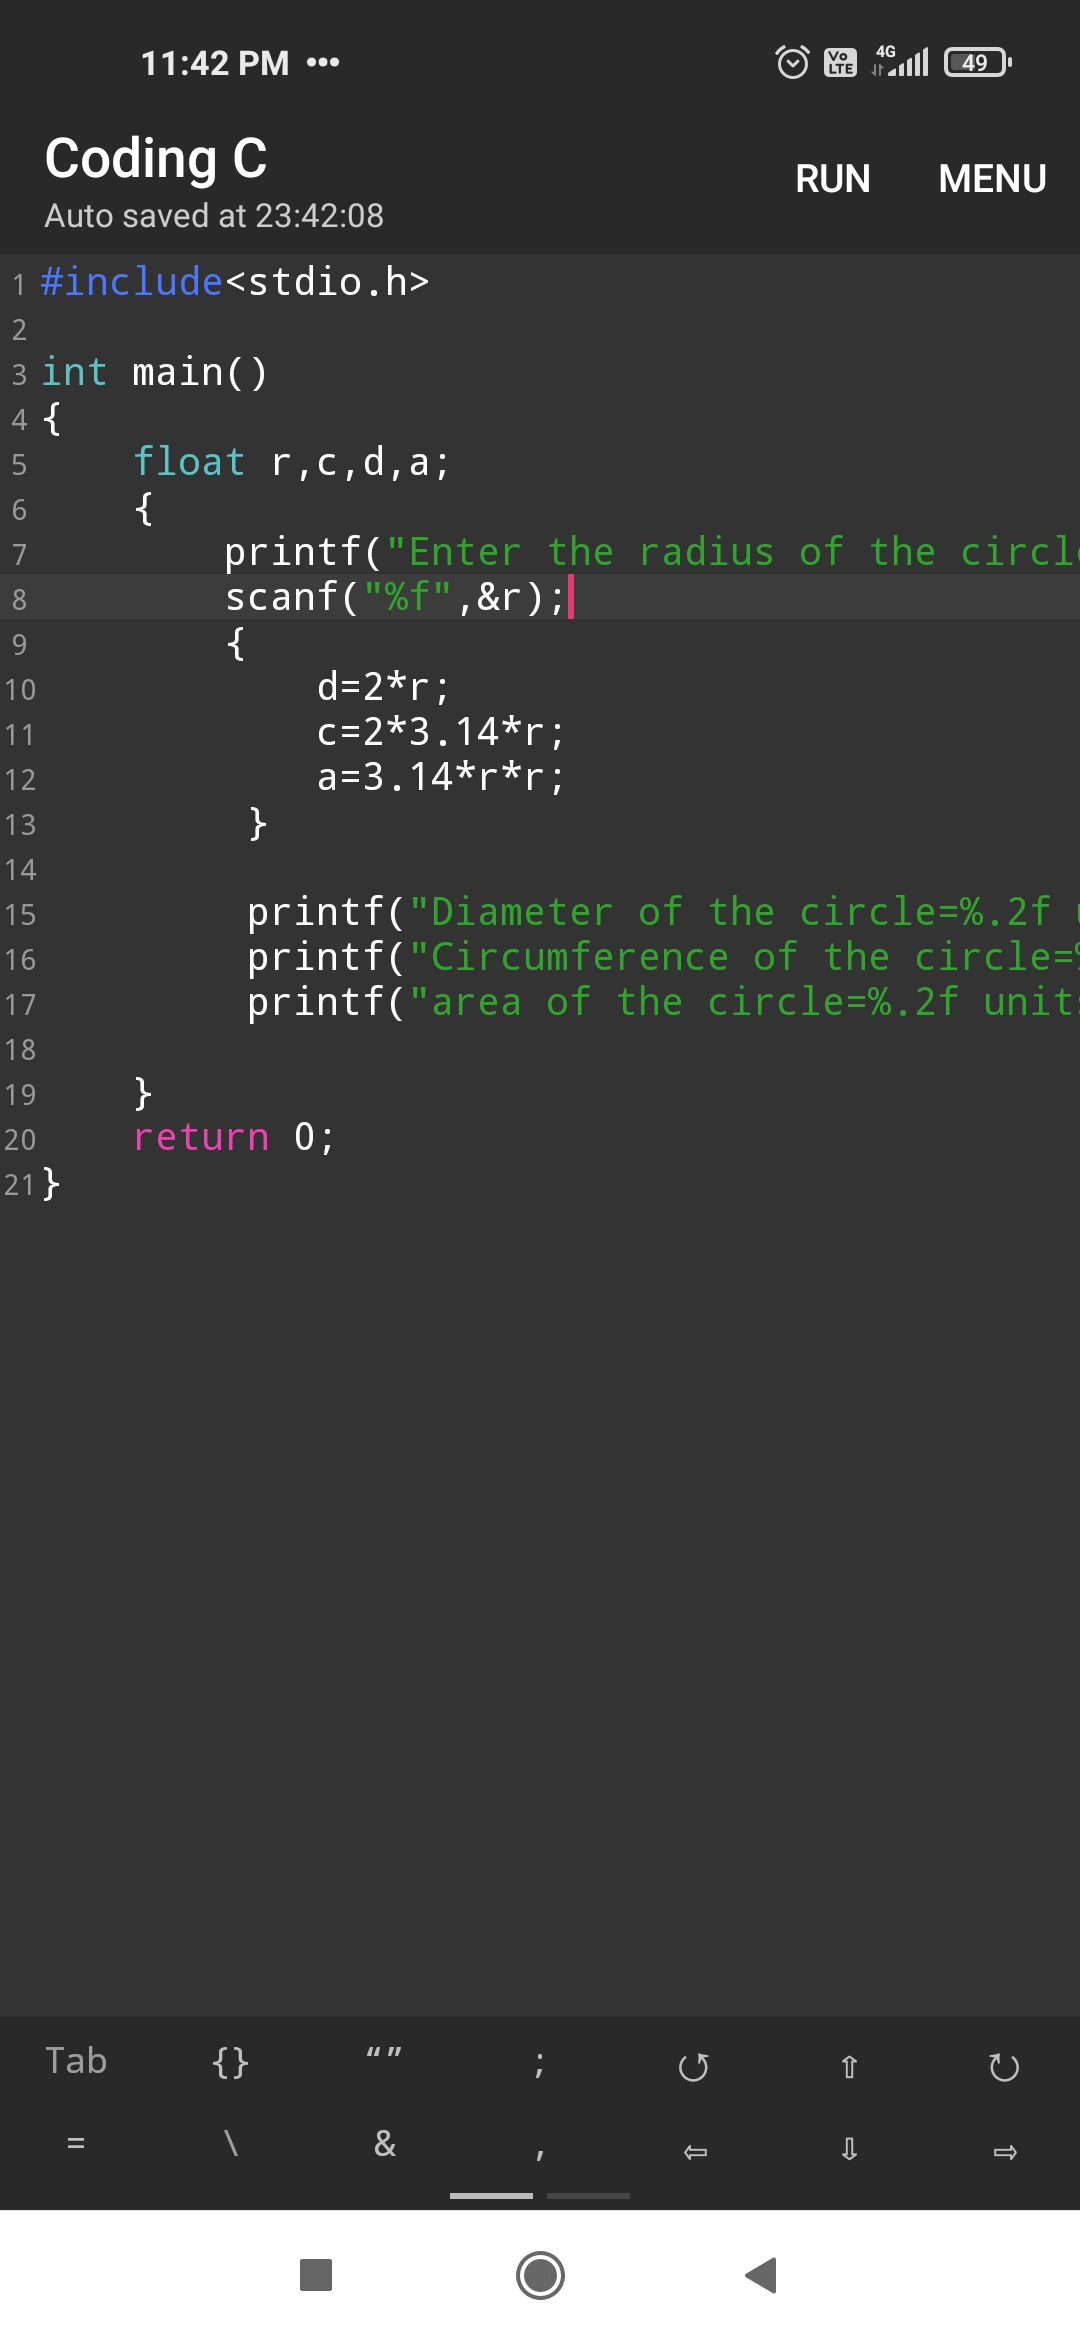 11:42 PM •••
Vo LTE 4G 49
Coding C
RUN MENU
Auto saved at 23:42:08
1 #include<stdio.h>
2
3 int main()
4 {
5     float r,c,d,a;
6     {
7         printf("Enter the radius of the circl
8         scanf("%f",&r);
9         {
10             d=2*r;
11             c=2*3.14*r;
12             a=3.14*r*r;
13          }
14
15          printf("Diameter of the circle=%.2f
16          printf("Circumference of the circle=%
17          printf("area of the circle=%.2f unit
18
19     }
20     return 0;
21 }
Tab {} “” ; ⭯ ⇧ ⭮
= \ & , ⇦ ⇩ ⇨